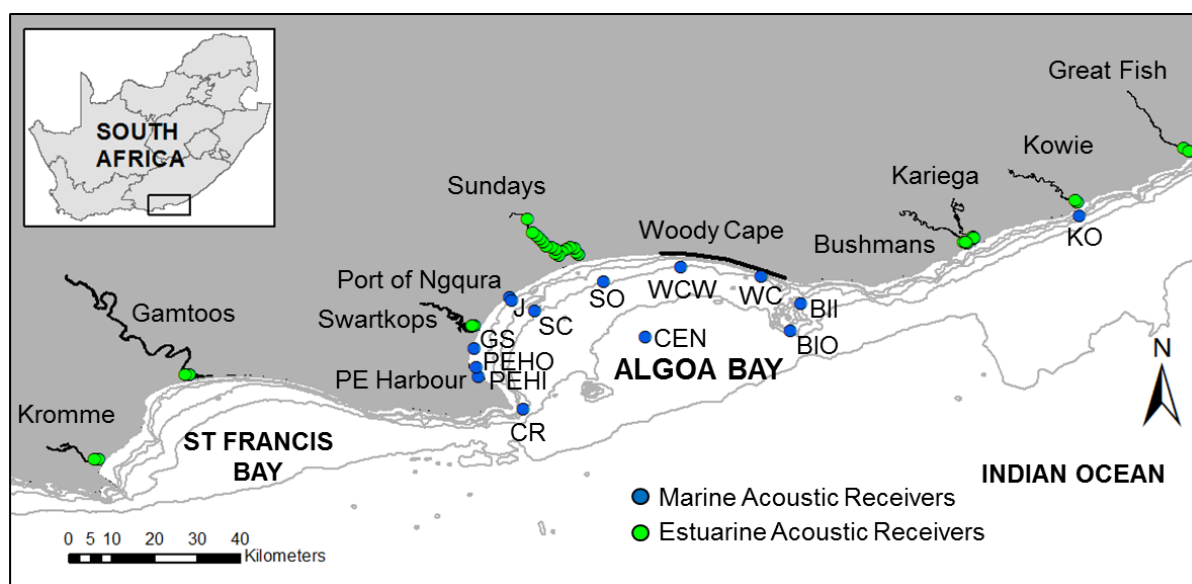 SOUTH
AFRICA
Great Fish
Kowie
Kariega
Sundays
Woody Cape
Bushmans
KO
Port of Ngqura
Gamtoos
Swartkops
J
SC
SO
WCW
WC
BII
BIO
GS
CEN
PEHO
PE Harbour
PEHI
ALGOA BAY
N
Kromme
CR
ST FRANCIS
BAY
INDIAN OCEAN
Marine Acoustic Receivers
Estuarine Acoustic Receivers
0 5 10 20 30 40
Kilometers